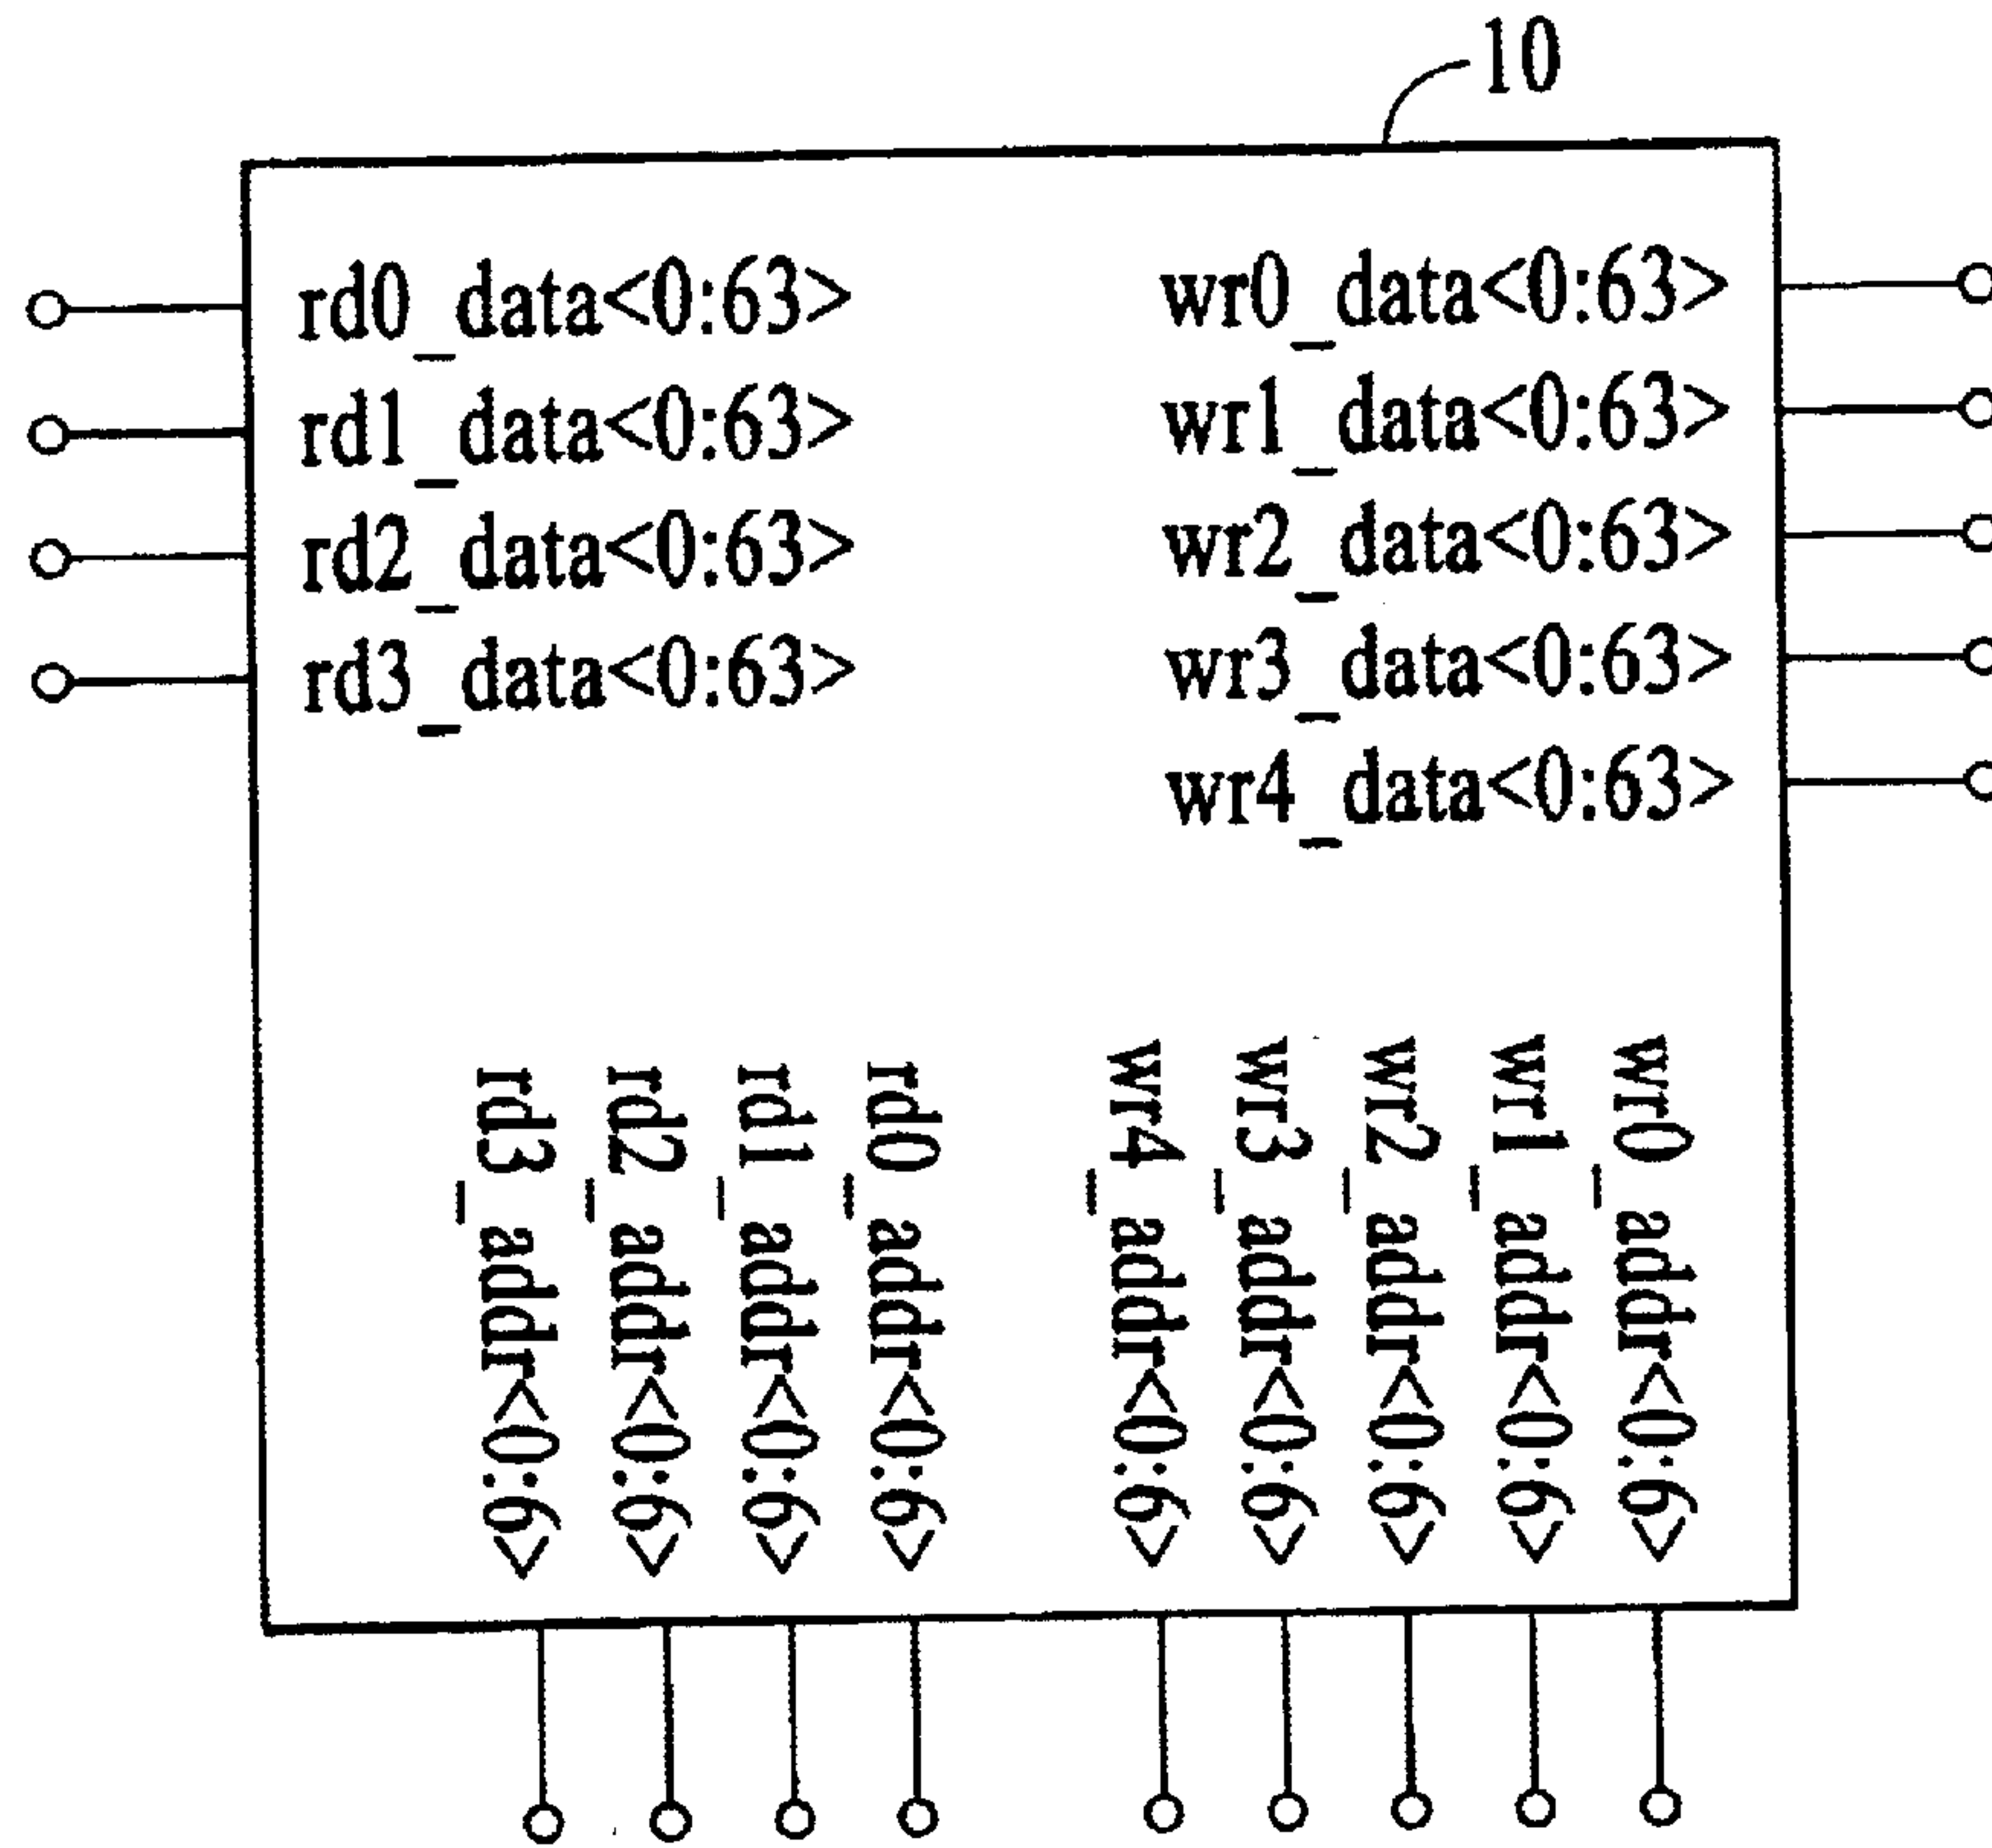 10
rd0_data<0:63>
rd1_data<0:63>
rd2_data<0:63>
rd3_data<0:63>
wr0_data<0:63>
wr1_data<0:63>
wr2_data<0:63>
wr3_data<0:63>
wr4_data<0:63>
rd3_addr<0:6>
rd2_addr<0:6>
rd1_addr<0:6>
rd0_addr<0:6>
wr4_addr<0:6>
wr3_addr<0:6>
wr2_addr<0:6>
wr1_addr<0:6>
wr0_addr<0:6>